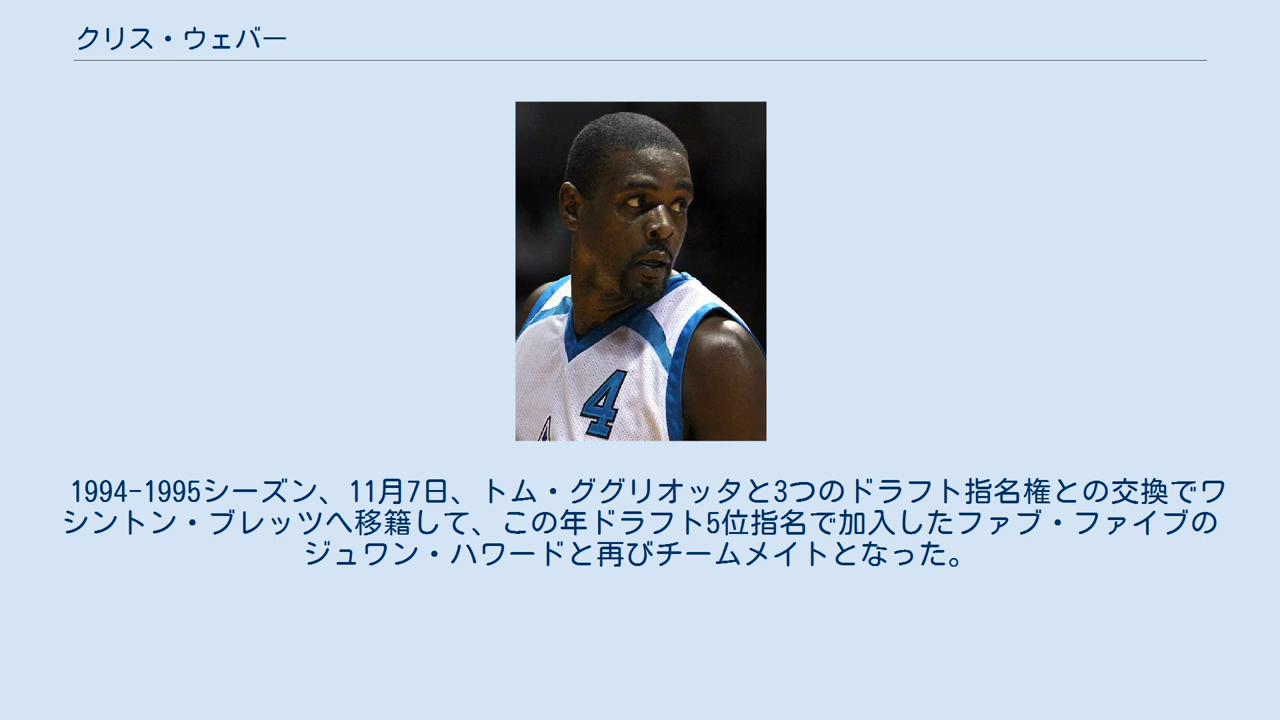 クリス・ウェバー
4
1994-1995シーズン、11月7日、トム・ググリオッタと3つのドラフト指名権との交換でワ
シントン・ブレッツへ移籍して、この年ドラフト5位指名で加入したファブ・ファイブの
ジュワン・ハワードと再びチームメイトとなった。